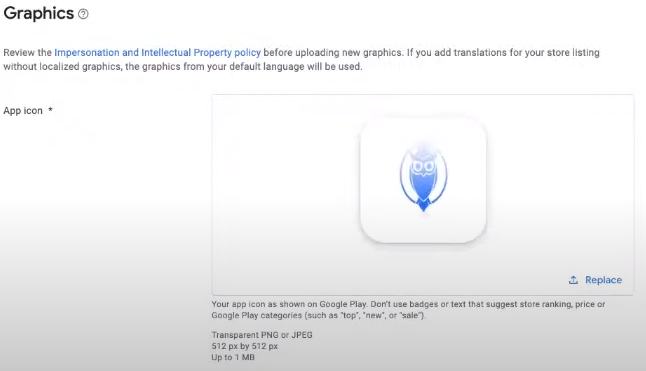 Graphics
Review the Impersonation and Intellectual Property policy before uploading new graphics. If you add translations for your store listing
without localized graphics, the graphics from your default language will be used.
App icon *
Replace
Your app icon as shown on Google Play. Don't use badges or text that suggest store ranking, price or
Google Play categories (such as "top", "new", or "sale").
Transparent PNG or JPEG
512 px by 512 px
Up to 1 MB